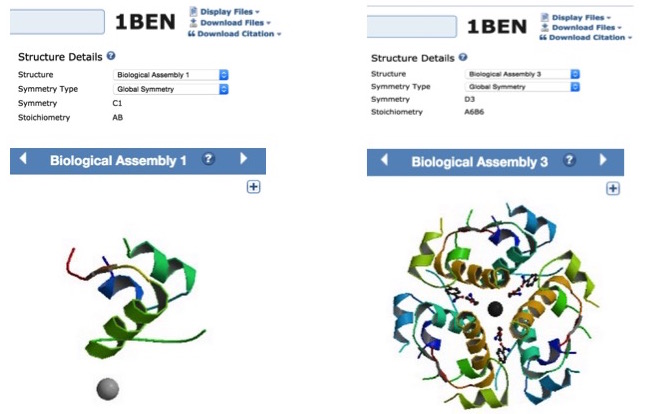 1BEN
Display Files
Download Files
Download Citation
Structure Details
Structure Biological Assembly 1
Symmetry Type Global Symmetry
Symmetry C1
Stoichiometry AB
Biological Assembly 1 ?
1BEN
Display Files
Download Files
Download Citation
Structure Details
Structure Biological Assembly 3
Symmetry Type Global Symmetry
Symmetry D3
Stoichiometry A6B6
Biological Assembly 3 ?